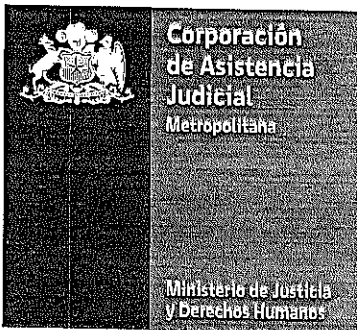 Corporación
de Asistencia
Judicial
Metropolitana
Ministerio de Justicia
y Derechos Humanos